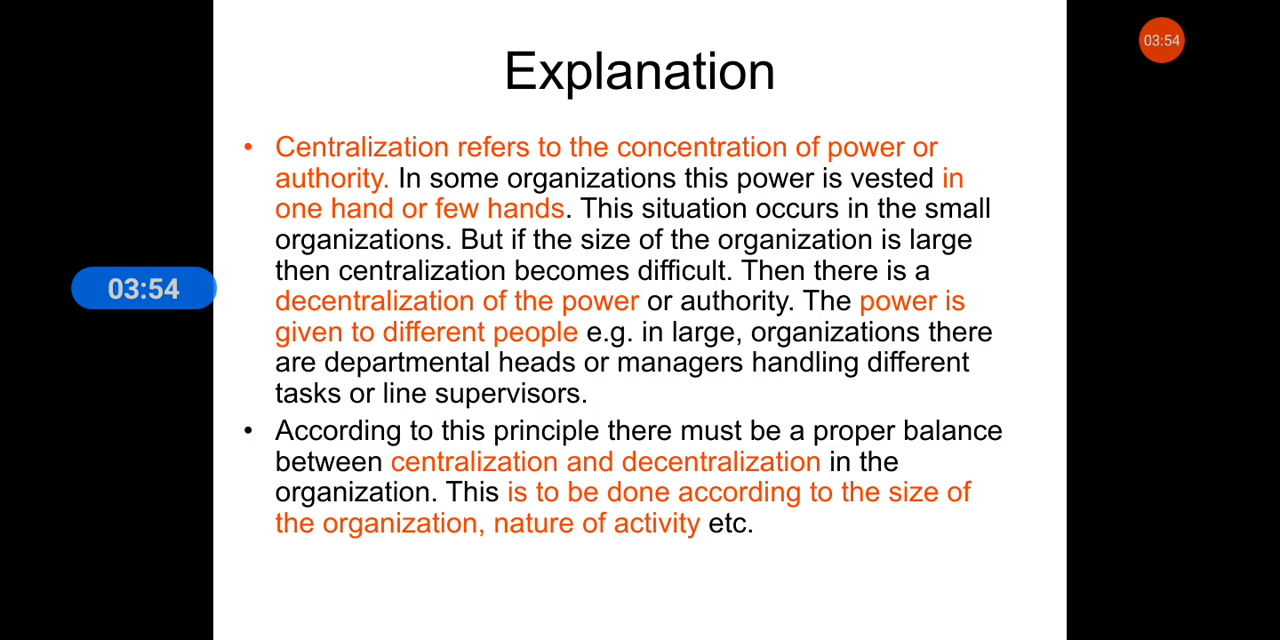 Explanation
03:54
• Centralization refers to the concentration of power or
authority. In some organizations this power is vested in
one hand or few hands. This situation occurs in the small
organizations. But if the size of the organization is large
then centralization becomes difficult. Then there is a
decentralization of the power or authority. The power is
given to different people e.g. in large, organizations there
are departmental heads or managers handling different
tasks or line supervisors.
• According to this principle there must be a proper balance
between centralization and decentralization in the
organization. This is to be done according to the size of
the organization, nature of activity etc.
03:54